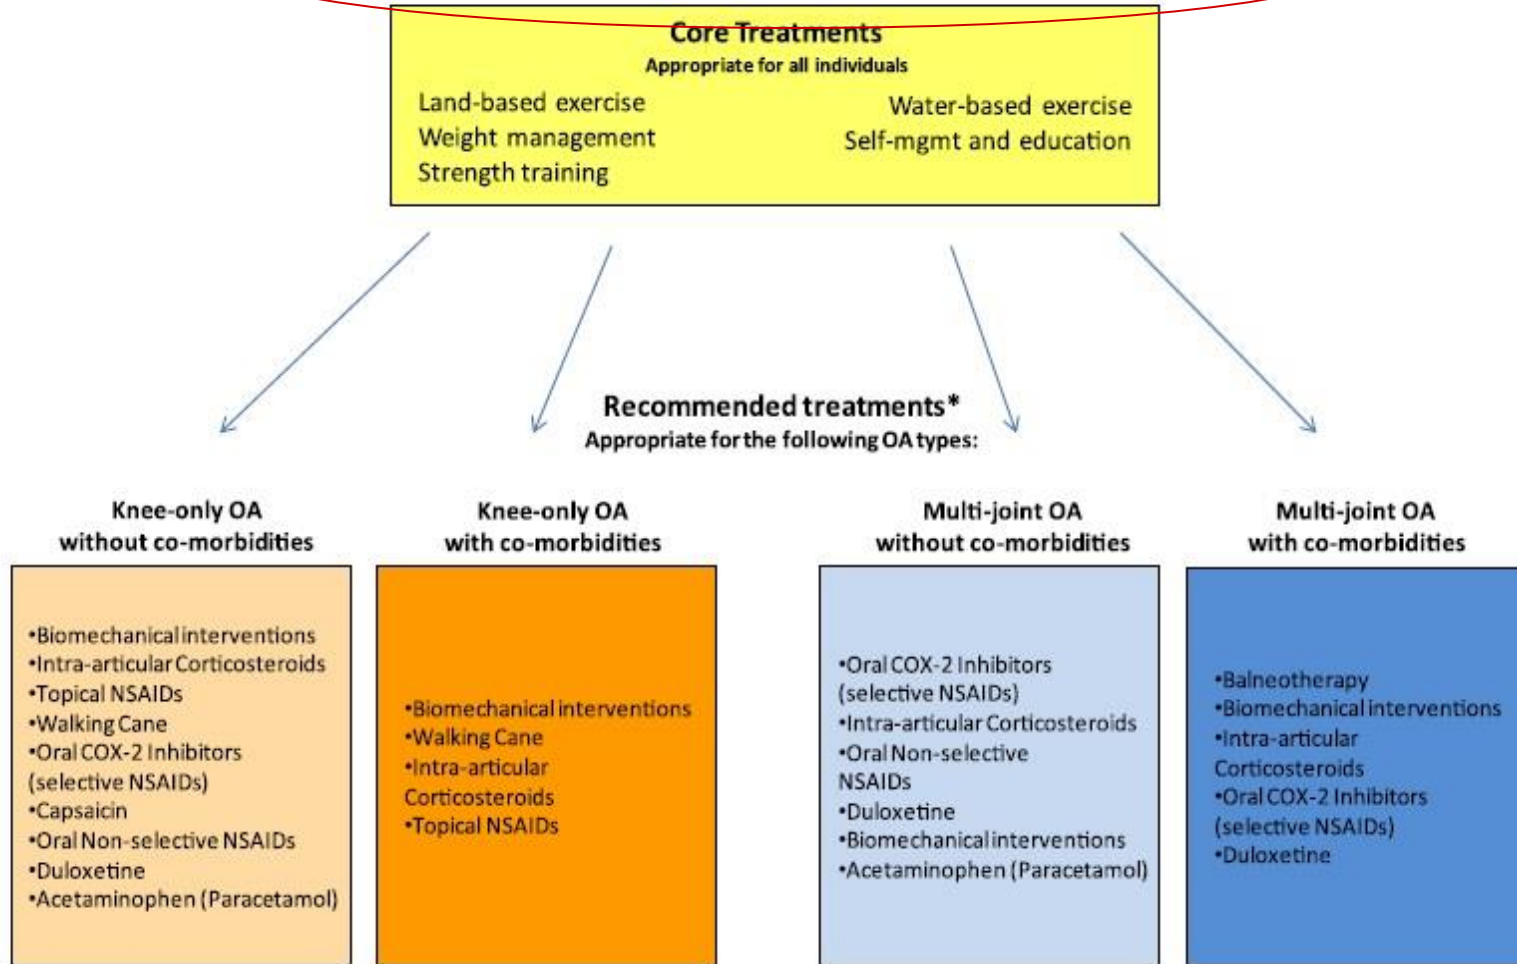 Core Treatments
Appropriate for all individuals
Land-based exercise
Weight management
Strength training
Water-based exercise
Self-mgmt and education
Recommended treatments*
Appropriate for the following OA types:
Knee-only OA
without co-morbidities
•Biomechanical interventions
•Intra-articular Corticosteroids
•Topical NSAIDs
•Walking Cane
•Oral COX-2 Inhibitors
(selective NSAIDs)
•Capsaicin
•Oral Non-selective NSAIDs
•Duloxetine
•Acetaminophen (Paracetamol)
Knee-only OA
with co-morbidities
•Biomechanical interventions
•Walking Cane
•Intra-articular
Corticosteroids
•Topical NSAIDs
Multi-joint OA
without co-morbidities
•Oral COX-2 Inhibitors
(selective NSAIDs)
•Intra-articular Corticosteroids
•Oral Non-selective
NSAIDs
•Duloxetine
•Biomechanical interventions
•Acetaminophen (Paracetamol)
Multi-joint OA
with co-morbidities
•Balneotherapy
•Biomechanical interventions
•Intra-articular
Corticosteroids
•Oral COX-2 Inhibitors
(selective NSAIDs)
•Duloxetine